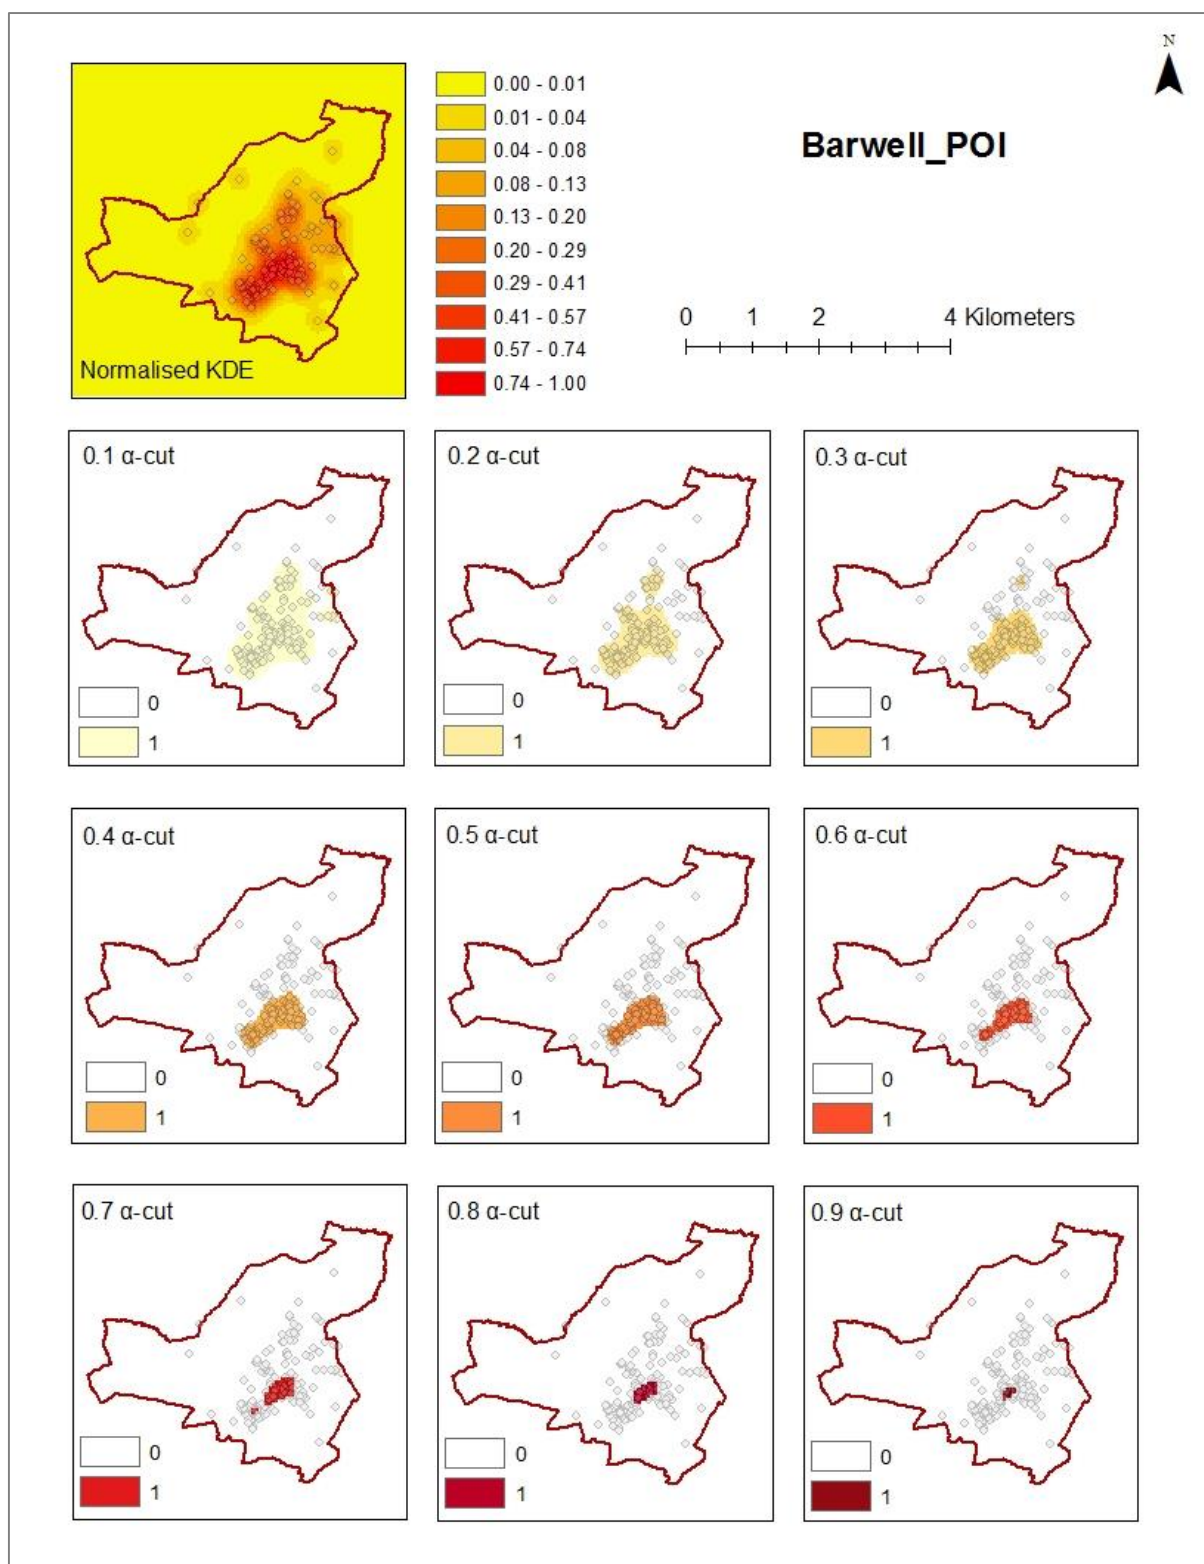 N
Barwell_POI
0.00 - 0.01
0.01 - 0.04
0.04 - 0.08
0.08 - 0.13
0.13 - 0.20
0.20 - 0.29
0.29 - 0.41
0.41 - 0.57
0.57 - 0.74
0.74 - 1.00
0 1 2 4 Kilometers
Normalised KDE
0.1 α-cut
0
1
0.2 α-cut
0
1
0.3 α-cut
0
1
0.4 α-cut
0
1
0.5 α-cut
0
1
0.6 α-cut
0
1
0.7 α-cut
0
1
0.8 α-cut
0
1
0.9 α-cut
0
1